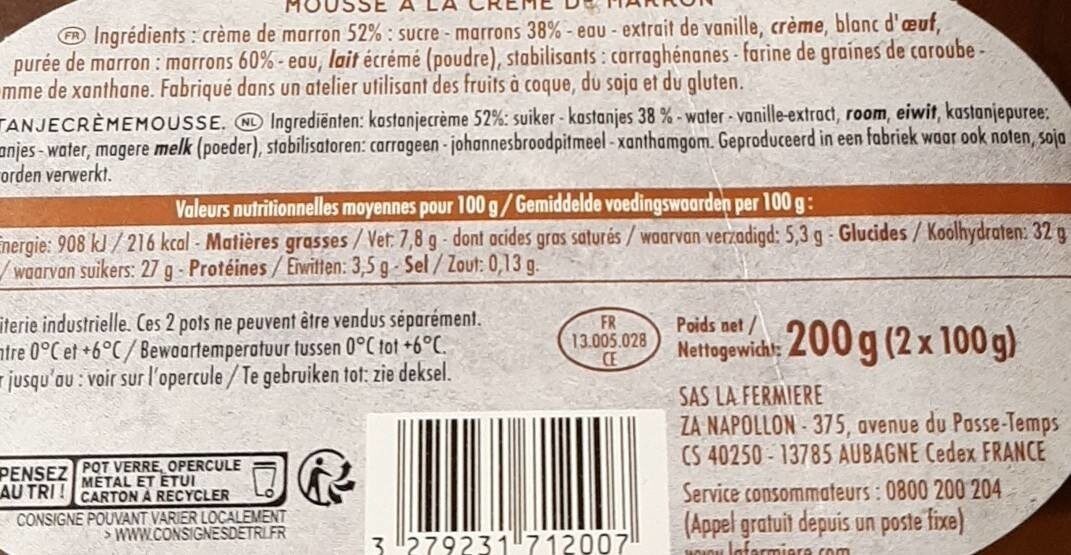 MOUSSE À LA CRÈME DE MARRON
FR Ingrédients : crème de marron 52% : sucre - marrons 38% - eau - extrait de vanille, crème, blanc d'œuf,
purée de marron : marrons 60% - eau, lait écrémé (poudre), stabilisants : carraghénanes - farine de graines de caroube -
mme de xanthane. Fabriqué dans un atelier utilisant des fruits à coque, du soja et du gluten.
TANJECRÈMEMOUSSE. NL Ingrediënten: kastanjecrème 52%: suiker - kastanjes 38 % - water - vanille-extract, room, eiwit, kastanjepuree:
anjes - water, magere melk (poeder), stabilisatoren: carrageen - johannesbroodpitmeel - xanthamgom. Geproduceerd in een fabriek waar ook noten, soja
orden verwerkt.
Valeurs nutritionnelles moyennes pour 100 g / Gemiddelde voedingswaarden per 100 g :
Energie: 908 kJ / 216 kcal - Matières grasses / Vet: 7,8 g - dont acides gras saturés / waarvan verzadigd: 5,3 g - Glucides / Koolhydraten: 32 g
/ waarvan suikers: 27 g - Protéines / Eiwitten: 3,5 g - Sel / Zout: 0,13 g.
iterie industrielle. Ces 2 pots ne peuvent être vendus séparément.
ntre 0°C et +6°C / Bewaartemperatuur tussen 0°C tot +6°C.
r jusqu'au : voir sur l'opercule / Te gebruiken tot: zie deksel.
FR
13.005.028
CE
Poids net /
Nettogewicht: 200 g (2 x 100 g)
SAS LA FERMIERE
ZA NAPOLLON - 375, avenue du Passe-Temps
CS 40250 - 13785 AUBAGNE Cedex FRANCE
Service consommateurs : 0800 200 204
(Appel gratuit depuis un poste fixe)
www.lafermiere.com
PENSEZ
AU TRI !
POT VERRE, OPERCULE
MÉTAL ET ÉTUI
CARTON À RECYCLER
CONSIGNE POUVANT VARIER LOCALEMENT
> WWW.CONSIGNESDETRI.FR
3 279231 712007